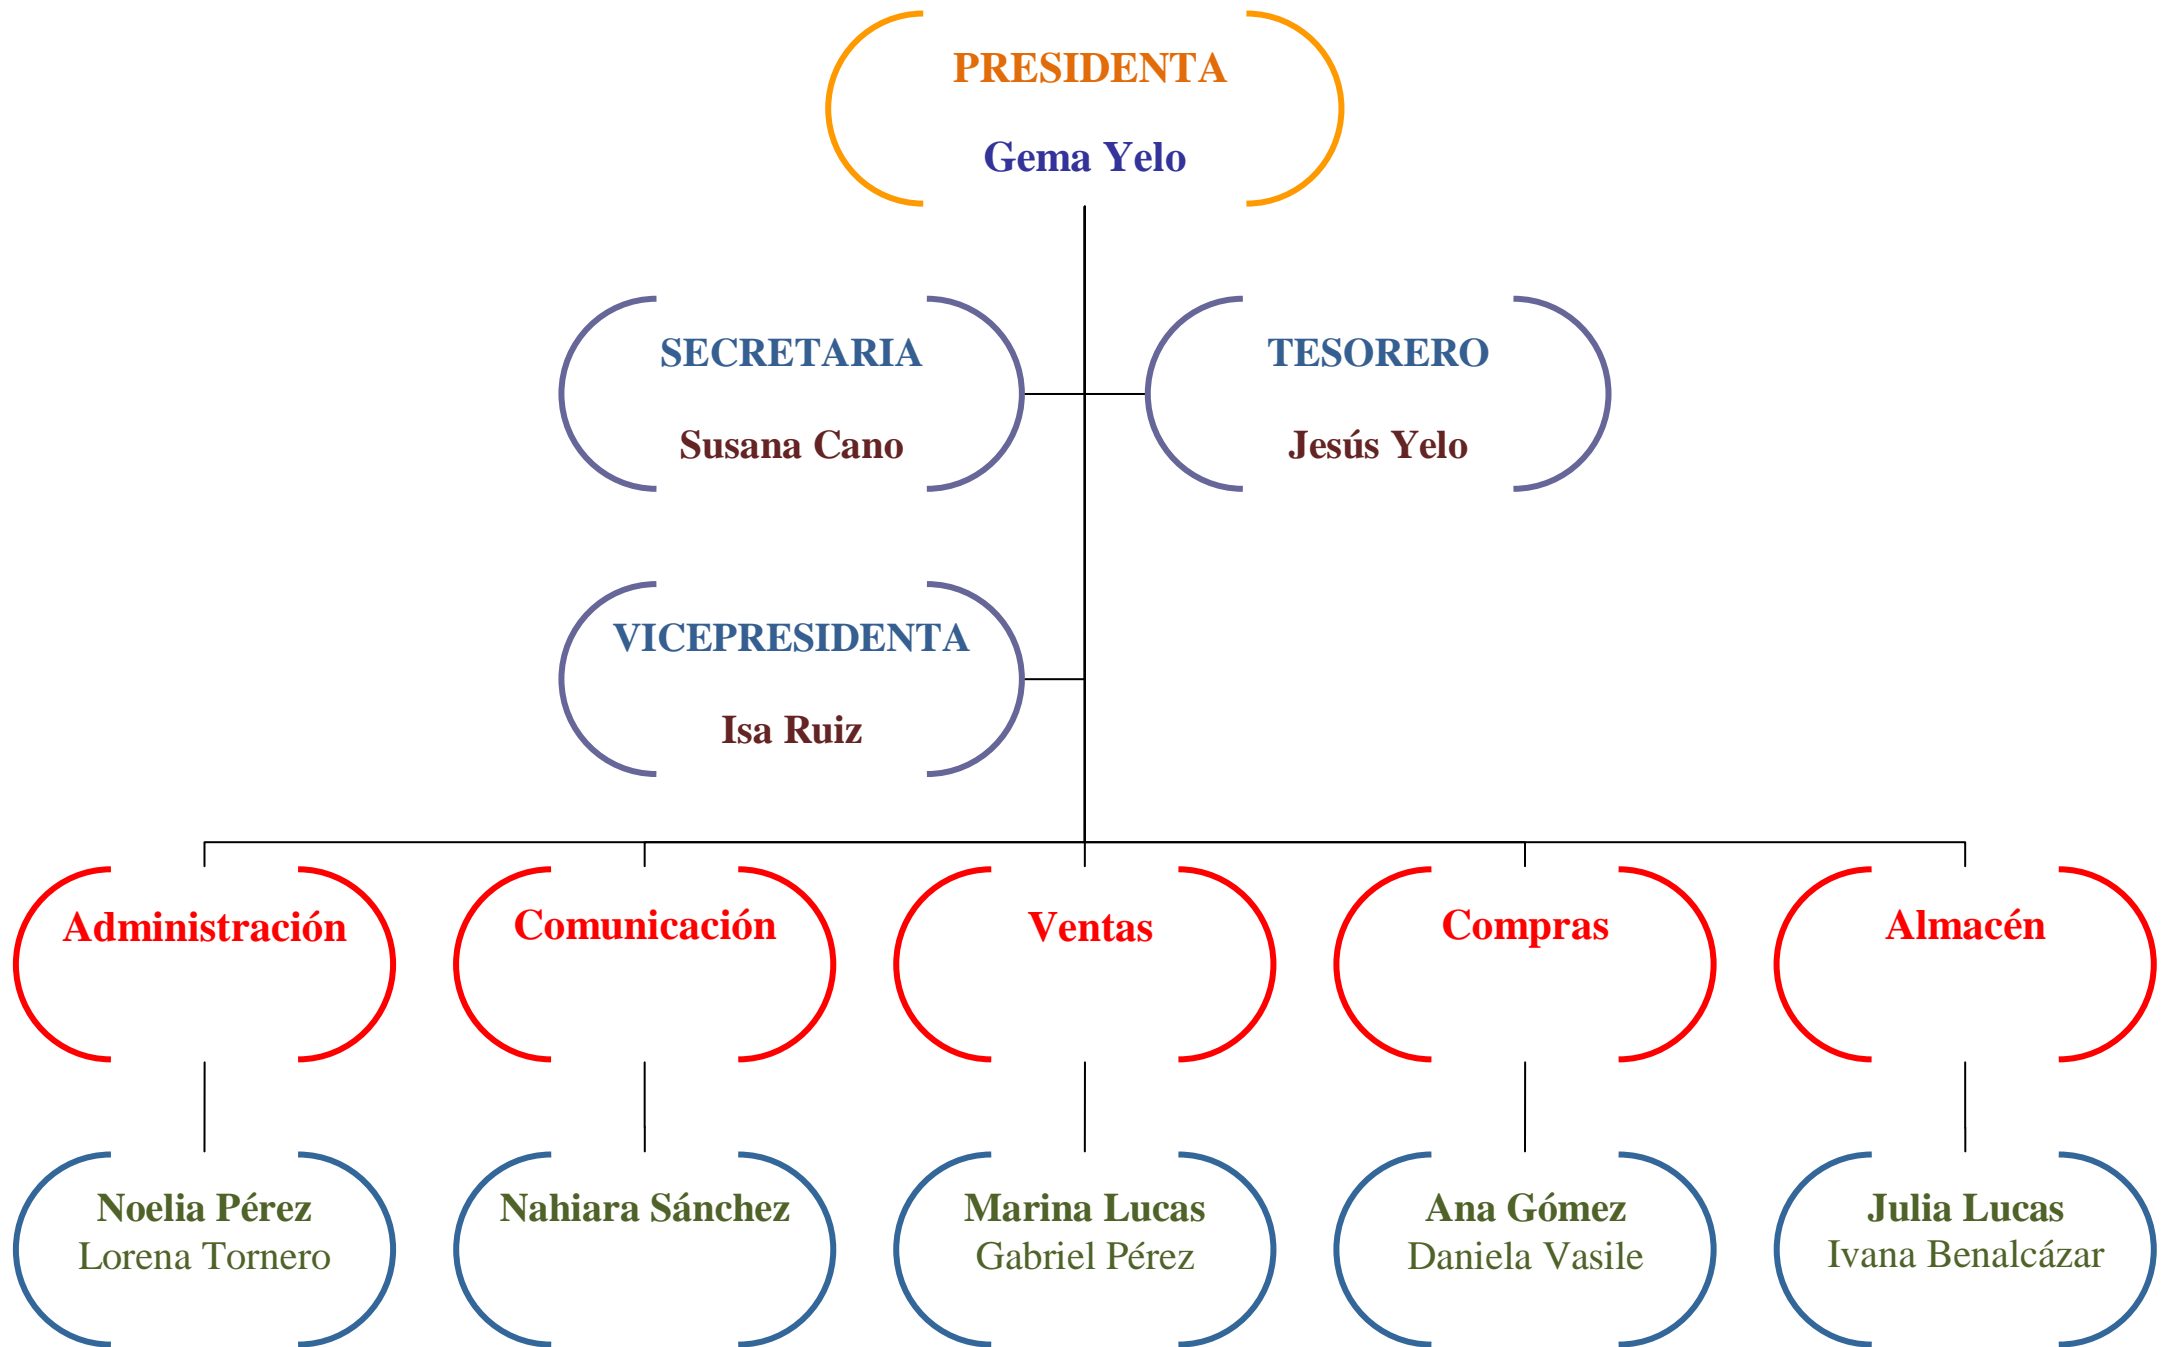 PRESIDENTA
Gema Yelo
SECRETARIA
Susana Cano
TESORERO
Jesús Yelo
VICEPRESIDENTA
Isa Ruiz
Administración
Comunicación
Ventas
Compras
Almacén
Noelia Pérez
Lorena Tornero
Nahiara Sánchez
Marina Lucas
Gabriel Pérez
Ana Gómez
Daniela Vasile
Julia Lucas
Ivana Benalcázar